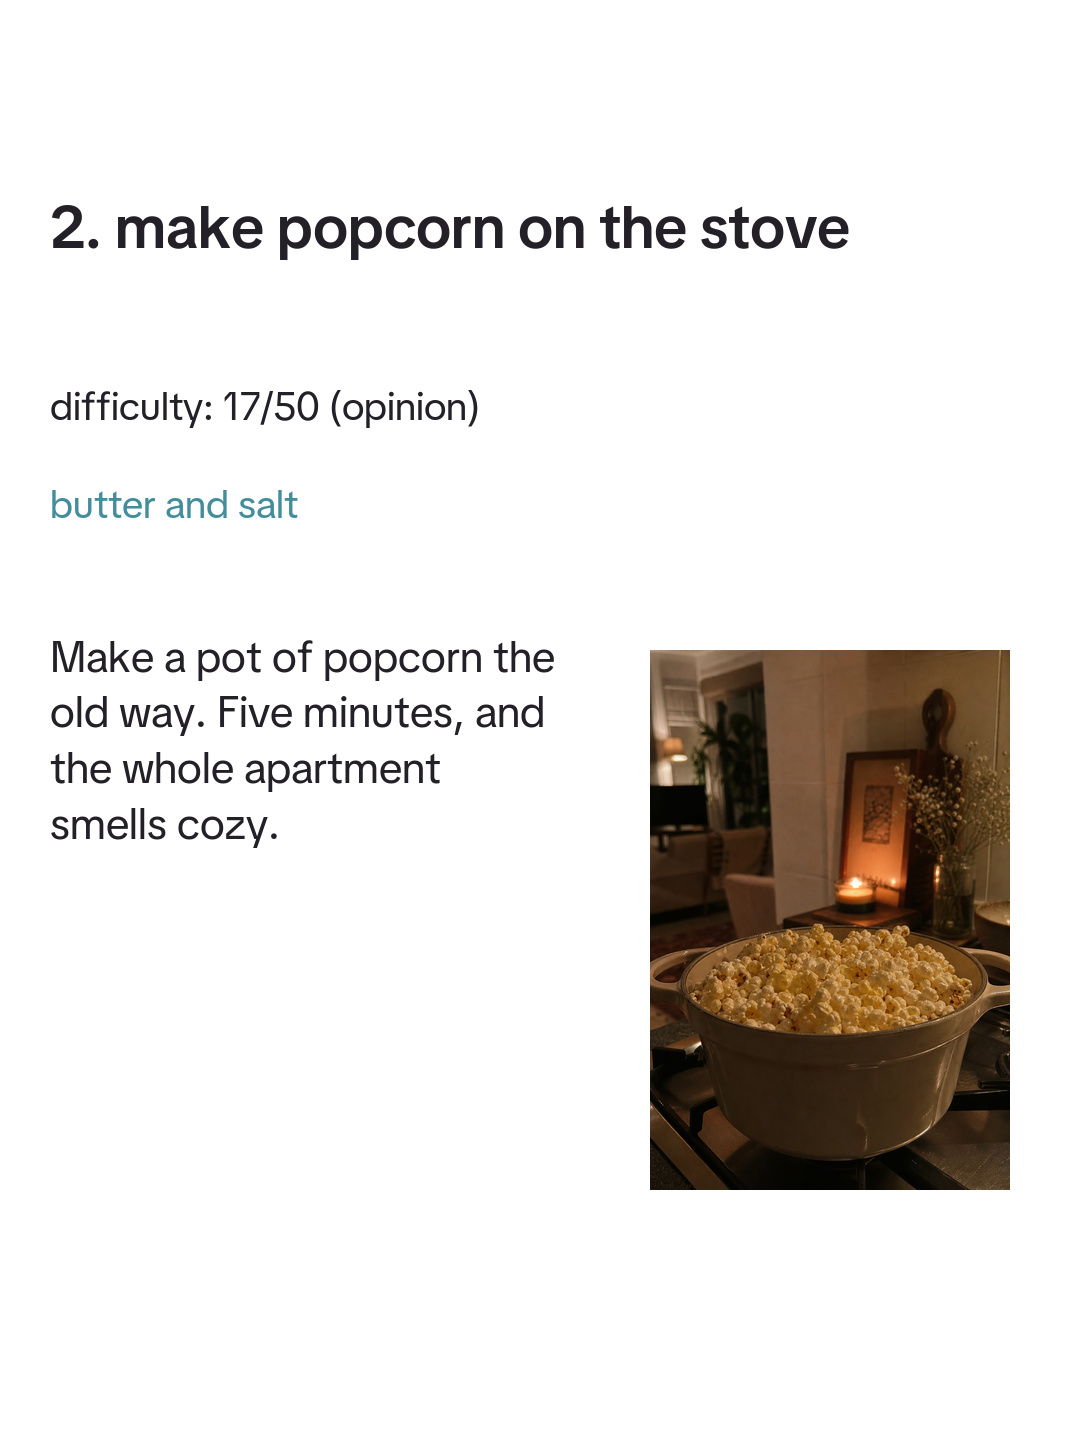 2. make popcorn on the stove
difficulty: 17/50 (opinion)
butter and salt
Make a pot of popcorn the
old way. Five minutes, and
the whole apartment
smells cozy.